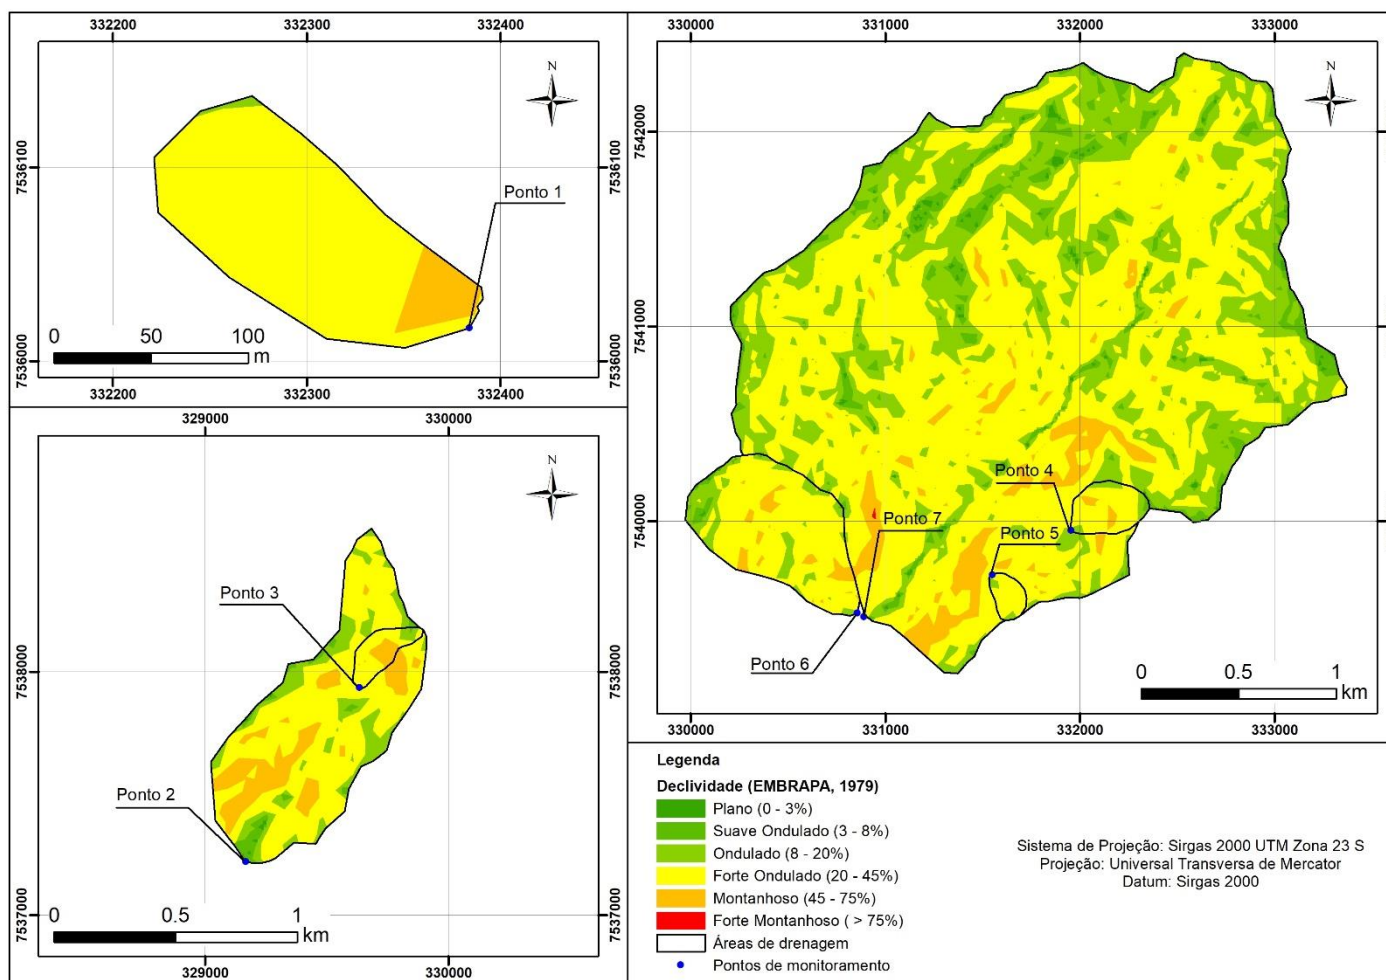 332200 332300 332400
N
7536100
7536100
Ponto 1
0 50 100
m
7536000
7536000
332200 332300 332400
329000 330000
N
Ponto 3
7538000
7538000
Ponto 2
0 0.5 1
km
7537000
7537000
329000 330000
330000 331000 332000 333000
N
7542000
7542000
7541000
7541000
Ponto 4
7540000
7540000
Ponto 7
Ponto 5
Ponto 6
0 0.5 1
km
330000 331000 332000 333000
Legenda
Declividade (EMBRAPA, 1979)
Plano (0 - 3%)
Suave Ondulado (3 - 8%)
Ondulado (8 - 20%)
Forte Ondulado (20 - 45%)
Montanhoso (45 - 75%)
Forte Montanhoso ( > 75%)
Áreas de drenagem
Pontos de monitoramento
Sistema de Projeção: Sirgas 2000 UTM Zona 23 S
Projeção: Universal Transversa de Mercator
Datum: Sirgas 2000